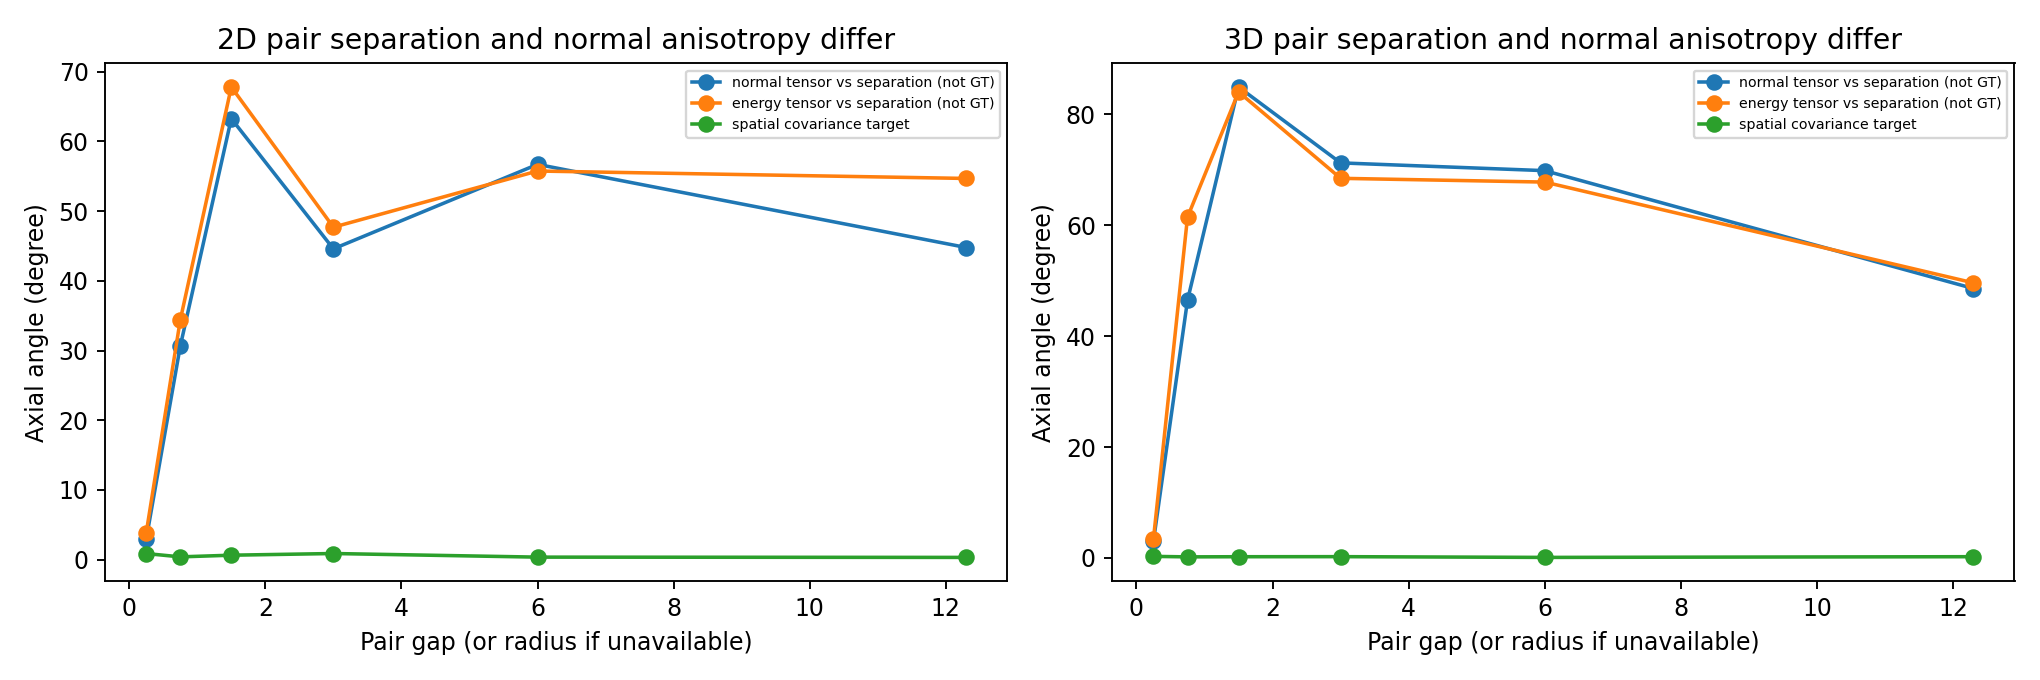 2D pair separation and normal anisotropy differ
normal tensor vs separation (not GT)
energy tensor vs separation (not GT)
spatial covariance target
Axial angle (degree)
70
60
50
40
30
20
10
0
0 2 4 6 8 10 12
Pair gap (or radius if unavailable)
3D pair separation and normal anisotropy differ
normal tensor vs separation (not GT)
energy tensor vs separation (not GT)
spatial covariance target
Axial angle (degree)
80
60
40
20
0
0 2 4 6 8 10 12
Pair gap (or radius if unavailable)